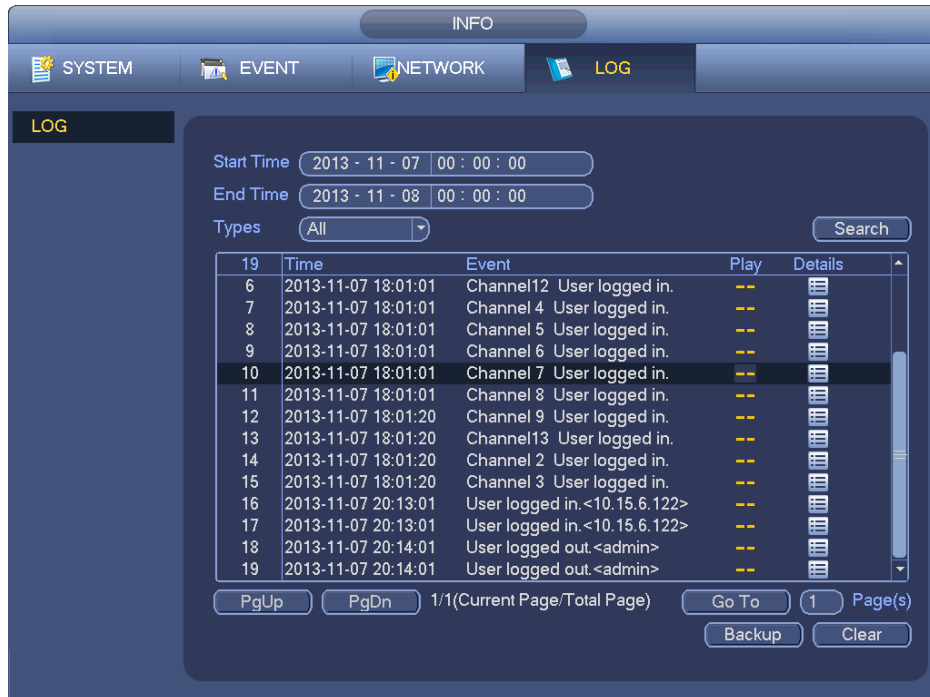 INFO
SYSTEM EVENT NETWORK LOG
LOG
Start Time 2013 - 11 - 07 00 : 00 : 00
End Time 2013 - 11 - 08 00 : 00 : 00
Types All Search
19 Time Event Play Details
6 2013-11-07 18:01:01 Channel12 User logged in. --
7 2013-11-07 18:01:01 Channel 4 User logged in. --
8 2013-11-07 18:01:01 Channel 5 User logged in. --
9 2013-11-07 18:01:01 Channel 6 User logged in. --
10 2013-11-07 18:01:01 Channel 7 User logged in. --
11 2013-11-07 18:01:01 Channel 8 User logged in. --
12 2013-11-07 18:01:20 Channel 9 User logged in. --
13 2013-11-07 18:01:20 Channel13 User logged in. --
14 2013-11-07 18:01:20 Channel 2 User logged in. --
15 2013-11-07 18:01:20 Channel 3 User logged in. --
16 2013-11-07 20:13:01 User logged in.<10.15.6.122> --
17 2013-11-07 20:13:01 User logged in.<10.15.6.122> --
18 2013-11-07 20:14:01 User logged out.<admin> --
19 2013-11-07 20:14:01 User logged out.<admin> --
PgUp PgDn 1/1(Current Page/Total Page) Go To 1 Page(s)
Backup Clear